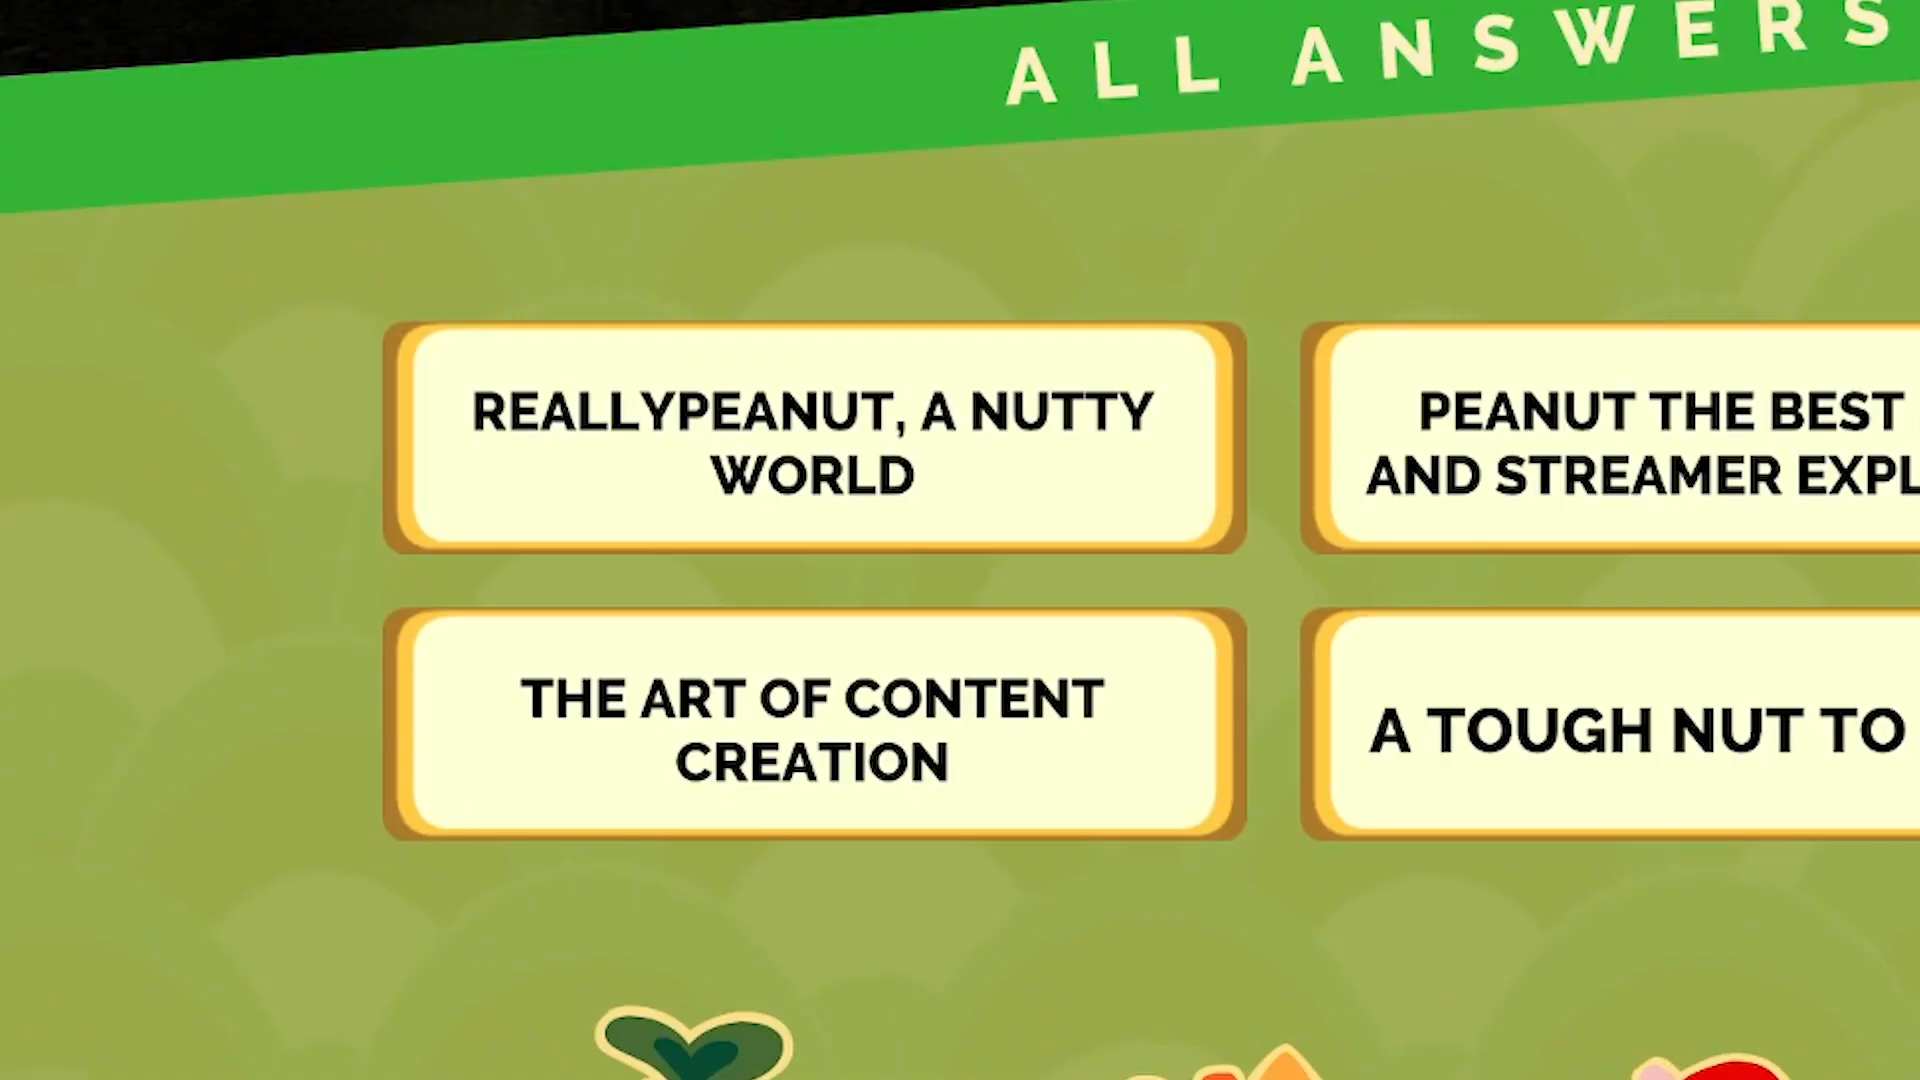 ALL ANSWERS
REALLYPEANUT, A NUTTY
WORLD
PEANUT THE BEST
AND STREAMER
THE ART OF CONTENT
CREATION
A TOUGH NUT TO